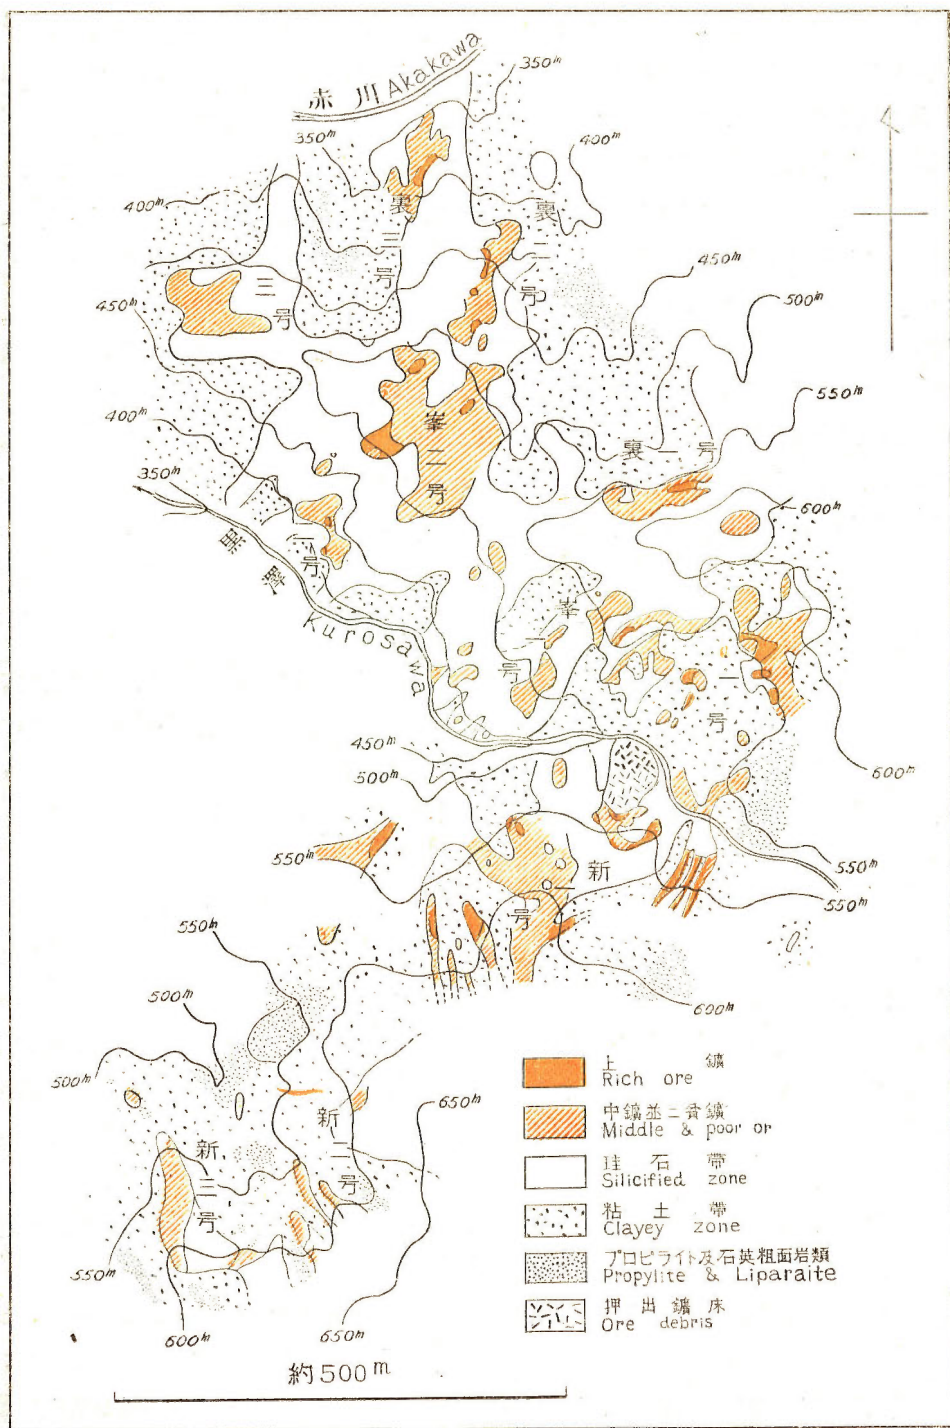 赤川 Akakawa
350m
350m
400m
400m
裏三号
裏二号
450m
500m
三号
450m
550m
峯二号
裏一号
400m
350m
600m
一号
黒澤
Kurosawa
峯一号
一号
450m
500m
600m
550m
新一号
550m
550m
550m
500m
600m
500m
新二号
650m
新三号
550m
600m
650m
上鑛
Rich ore
中鑛並ニ貧鑛
Middle & poor or
珪石帶
Silicified zone
粘土帶
Clayey zone
プロピライト及石英粗面岩類
Propylite & Liparaite
押出鑛床
Ore debris
約500m